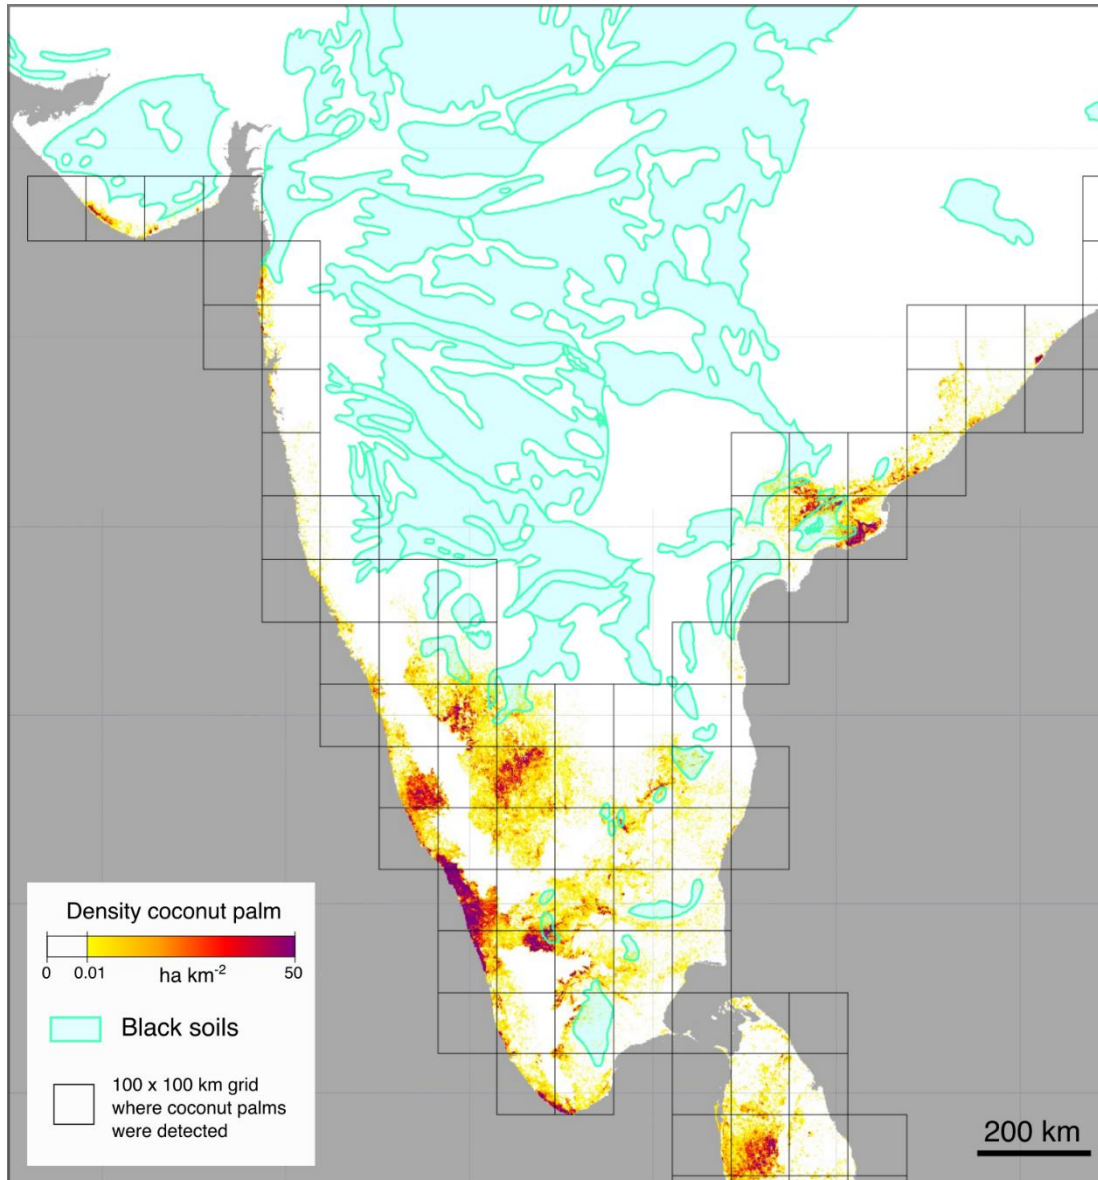 Density coconut palm
0 0.01 ha km-2 50
Black soils
100 x 100 km grid
where coconut palms
were detected
200 km